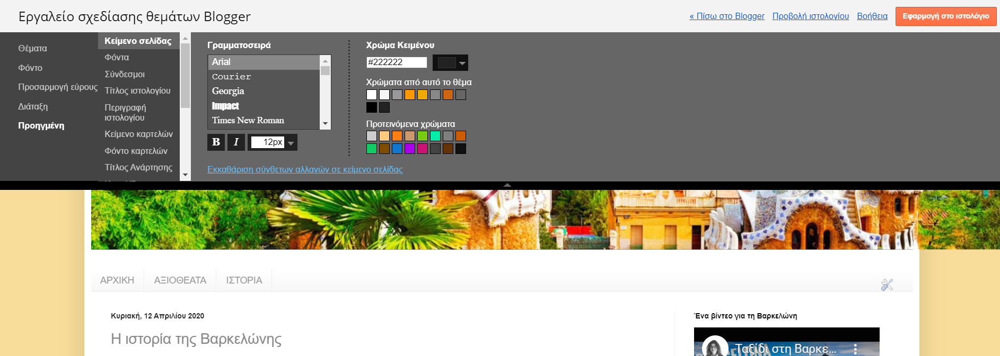 Εργαλείο σχεδίασης θεμάτων Blogger
« Πίσω στο Blogger
Προβολή ιστολογίου
Βοήθεια
Εφαρμογή στο ιστολόγιο
Θέματα
Φόντο
Προσαρμογή εύρους
Διάταξη
Προηγμένη
Κείμενο σελίδας
Φόντα
Σύνδεσμοι
Τίτλος ιστολογίου
Περιγραφή
ιστολογίου
Κείμενο καρτελών
Φόντο καρτελών
Τίτλος Ανάρτησης
Γραμματοσειρά
Arial
Courier
Georgia
Impact
Times New Roman
B
I
12px
Εκκαθάριση σύνθετων αλλαγών σε κείμενο σελίδας
Χρώμα Κειμένου
#222222
Χρώματα από αυτό το θέμα
Προτεινόμενα χρώματα
ΑΡΧΙΚΗ
ΑΞΙΟΘΕΑΤΑ
ΙΣΤΟΡΙΑ
Κυριακή, 12 Απριλίου 2020
Η ιστορία της Βαρκελώνης
Ένα βίντεο για τη Βαρκελώνη
Ταξίδι στη Βαρκε...